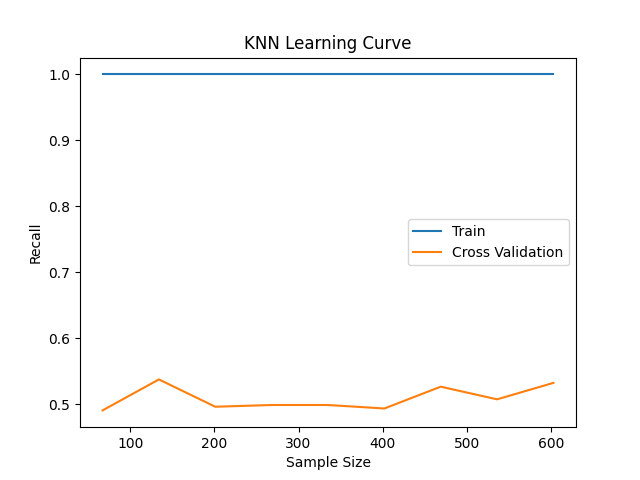 KNN Learning Curve
Recall
1.0
0.9
0.8
0.7
0.6
0.5
Train
Cross Validation
100 200 300 400 500 600
Sample Size